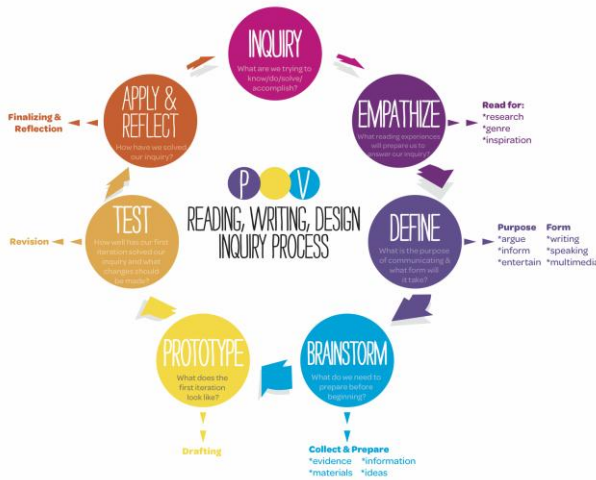 INQUIRY
What are we trying to
know/do/solve/
accomplish?
EMPATHIZE
What reading experiences
will prepare us to
answer our inquiry?
Read for:
*research
*genre
*inspiration
DEFINE
What is the purpose
of communicating &
what form will
it take?
Purpose Form
*argue *writing
*inform *speaking
*entertain *multimedia
BRAINSTORM
What do we need to
prepare before
beginning?
Collect & Prepare
*evidence *information
*materials *ideas
PROTOTYPE
What does the
first iteration
look like?
Drafting
TEST
How well has our first
iteration solved our
inquiry and what
changes should
be made?
Revision
APPLY &
REFLECT
How have we solved
our inquiry?
Finalizing &
Reflection
P O V
READING, WRITING, DESIGN
INQUIRY PROCESS